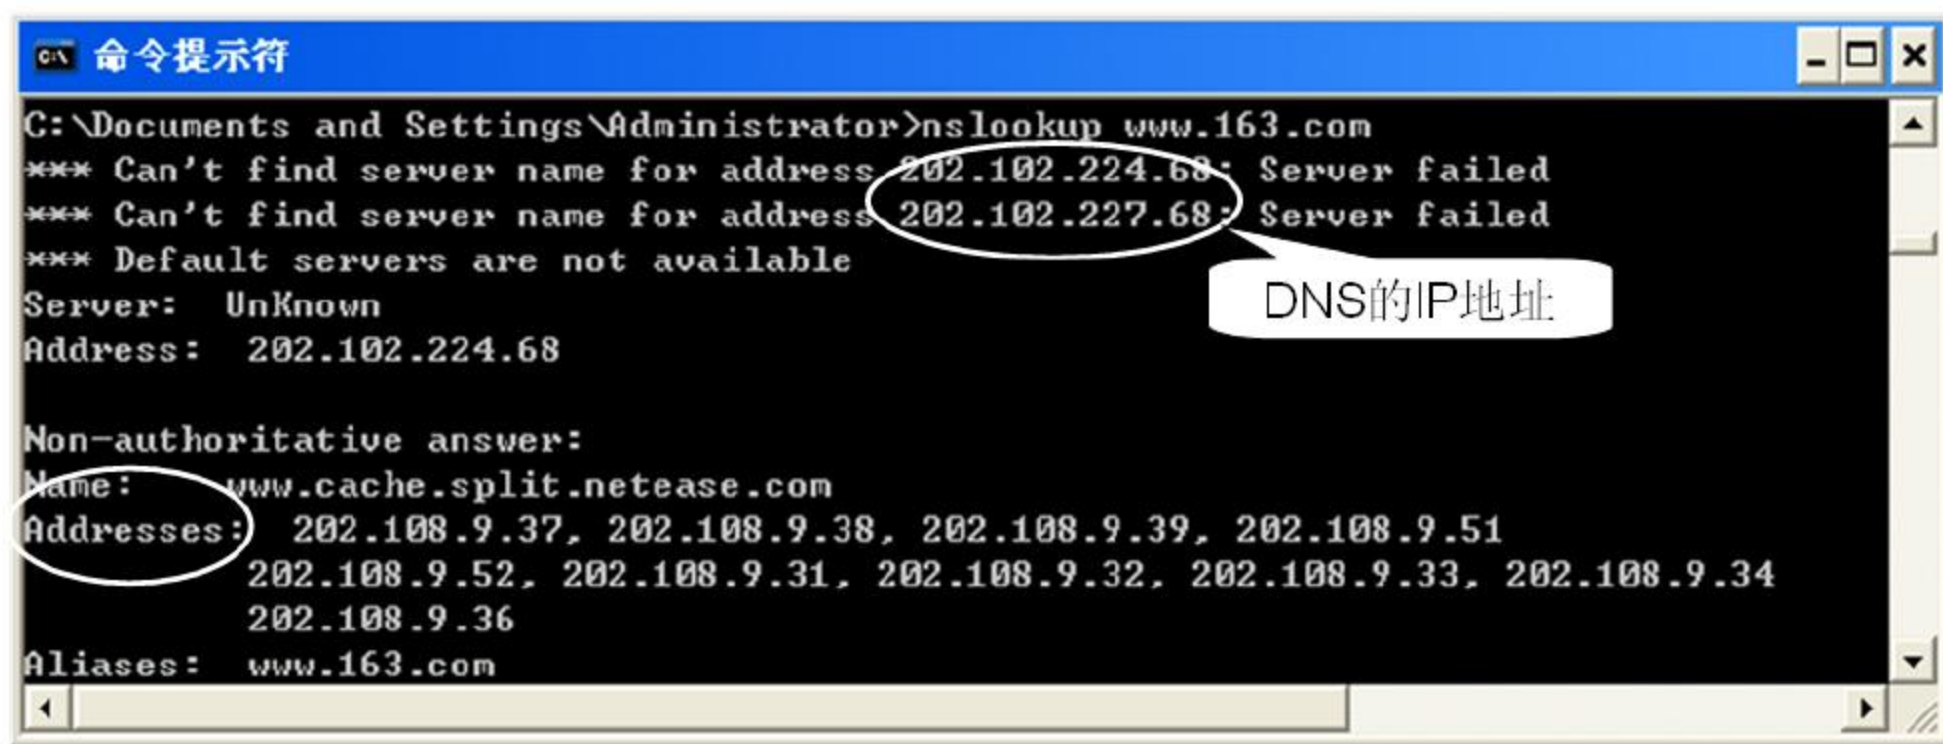 命令提示符
C:\Documents and Settings\Administrator>nslookup www.163.com
*** Can't find server name for address 202.102.224.68: Server failed
*** Can't find server name for address 202.102.227.68: Server failed
*** Default servers are not available
DNS的IP地址
Server:  UnKnown
Address:  202.102.224.68
Non-authoritative answer:
Name:    www.cache.split.netease.com
Addresses:  202.108.9.37, 202.108.9.38, 202.108.9.39, 202.108.9.51
202.108.9.52, 202.108.9.31, 202.108.9.32, 202.108.9.33, 202.108.9.34
202.108.9.36
Aliases:  www.163.com